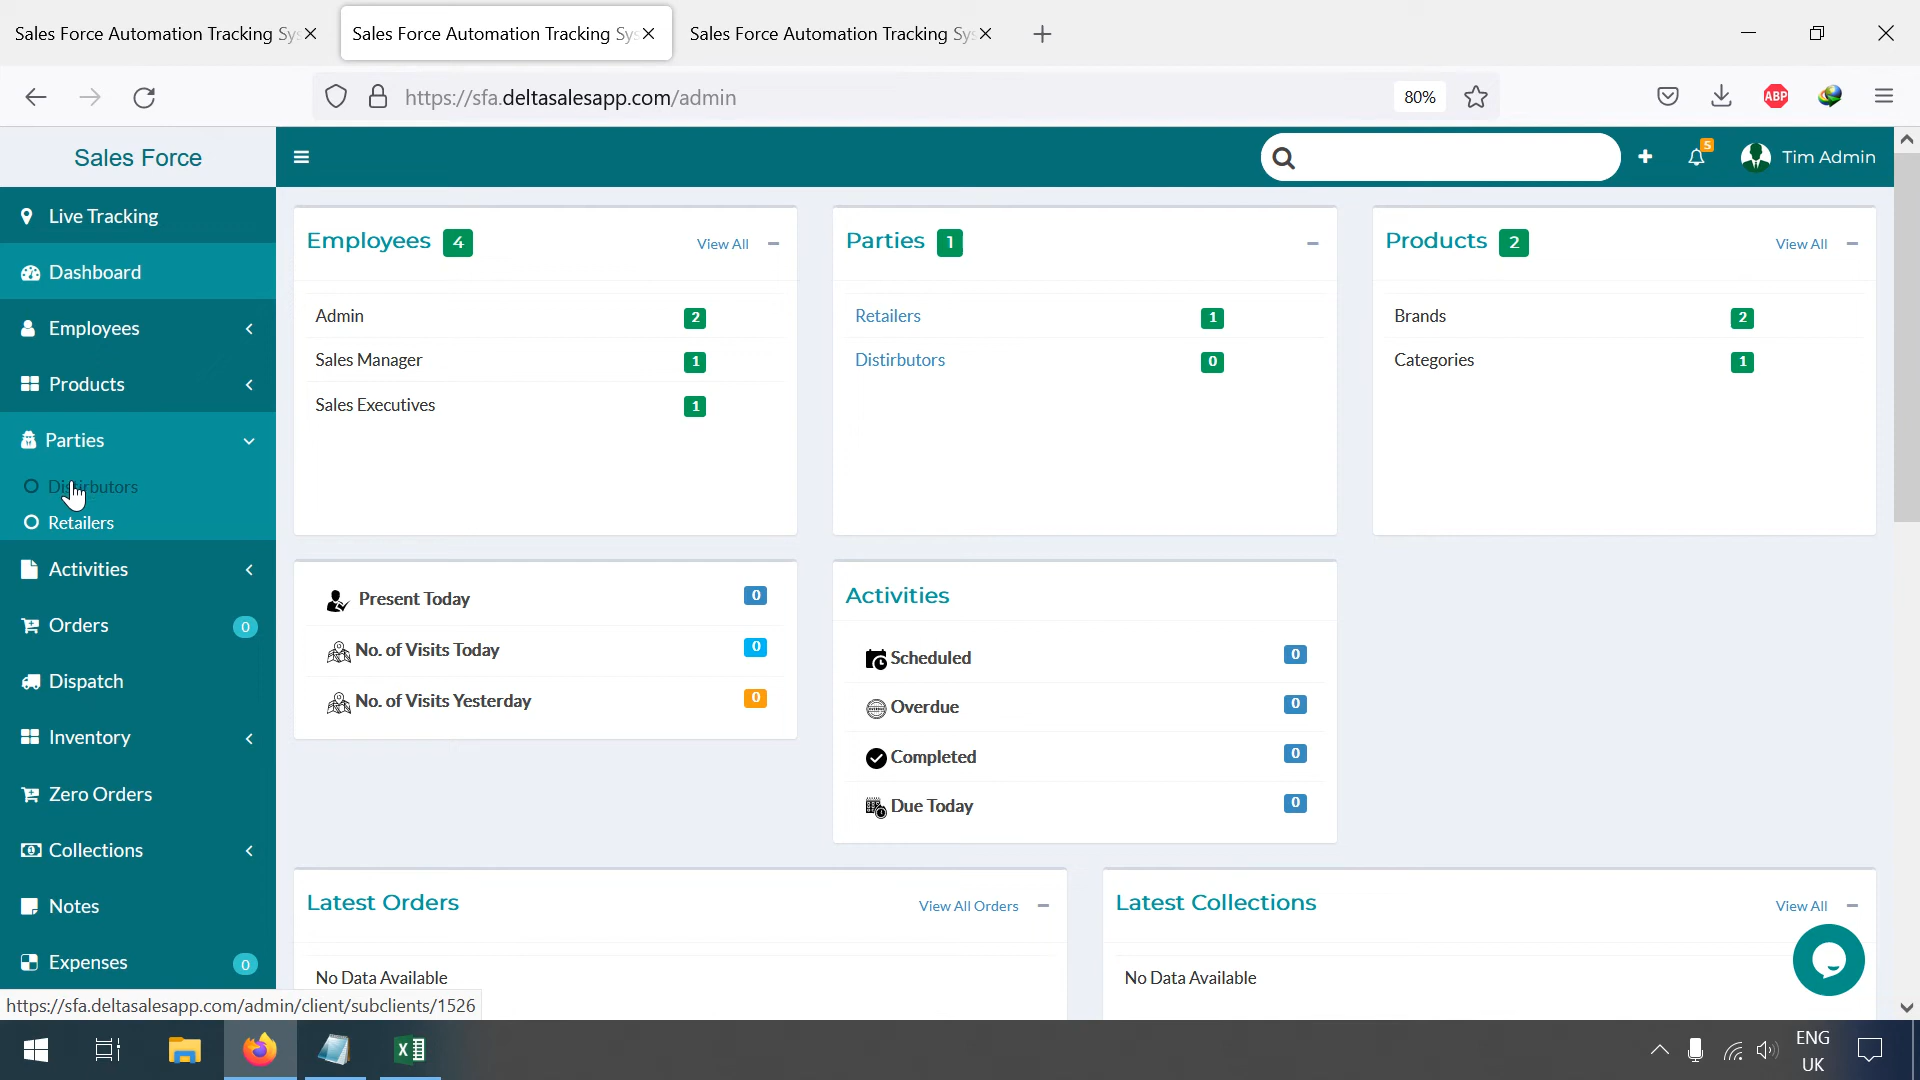 Sales Force Automation Tracking Sys
Sales Force Automation Tracking Sys
Sales Force Automation Tracking Sys
https://sfa.deltasalesapp.com/admin
80%
ABP
Sales Force
5
Tim Admin
Live Tracking
Dashboard
Employees
Products
Parties
Distirbutors
Retailers
Activities
Orders 0
Dispatch
Inventory
Zero Orders
Collections
Notes
Expenses 0
Employees 4 View All
Admin 2
Sales Manager 1
Sales Executives 1
Parties 1
Retailers 1
Distirbutors 0
Products 2 View All
Brands 2
Categories 1
Present Today 0
No. of Visits Today 0
No. of Visits Yesterday 0
Activities
Scheduled 0
Overdue 0
Completed 0
Due Today 0
Latest Orders View All Orders
No Data Available
Latest Collections View All
No Data Available
https://sfa.deltasalesapp.com/admin/client/subclients/1526
ENG
UK